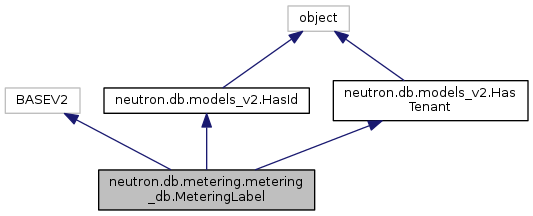 object
BASEV2
neutron.db.models_v2.HasId
neutron.db.models_v2.Has
Tenant
neutron.db.metering.metering
_db.MeteringLabel